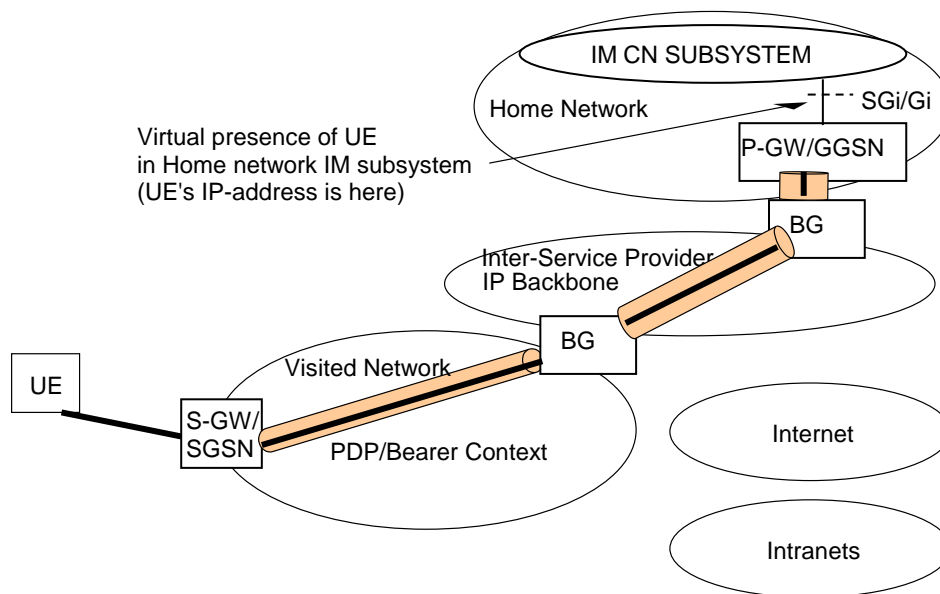 IM CN SUBSYSTEM
Home Network
SGi/Gi
Virtual presence of UE
in Home network IM subsystem
(UE's IP-address is here)
P-GW/GGSN
BG
Inter-Service Provider
IP Backbone
BG
Visited Network
UE
S-GW/
SGSN
PDP/Bearer Context
Internet
Intranets